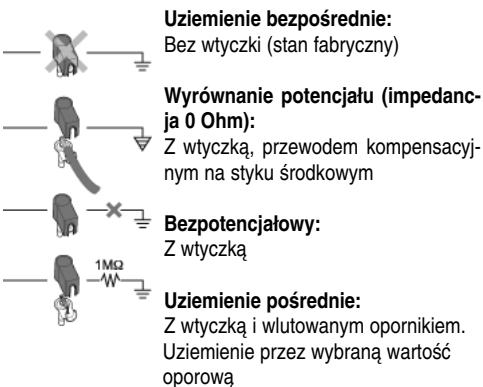 Uziemienie bezpośrednie:
Bez wtyczki (stan fabryczny)
Wyrównanie potencjału (impedanc-
ja 0 Ohm):
Z wtyczką, przewodem kompensacyj-
nym na styku środkowym
Bezpotencjałowy:
Z wtyczką
1MΩ
Uziemienie pośrednie:
Z wtyczką i wlutowanym opornikiem.
Uziemienie przez wybraną wartość
oporową